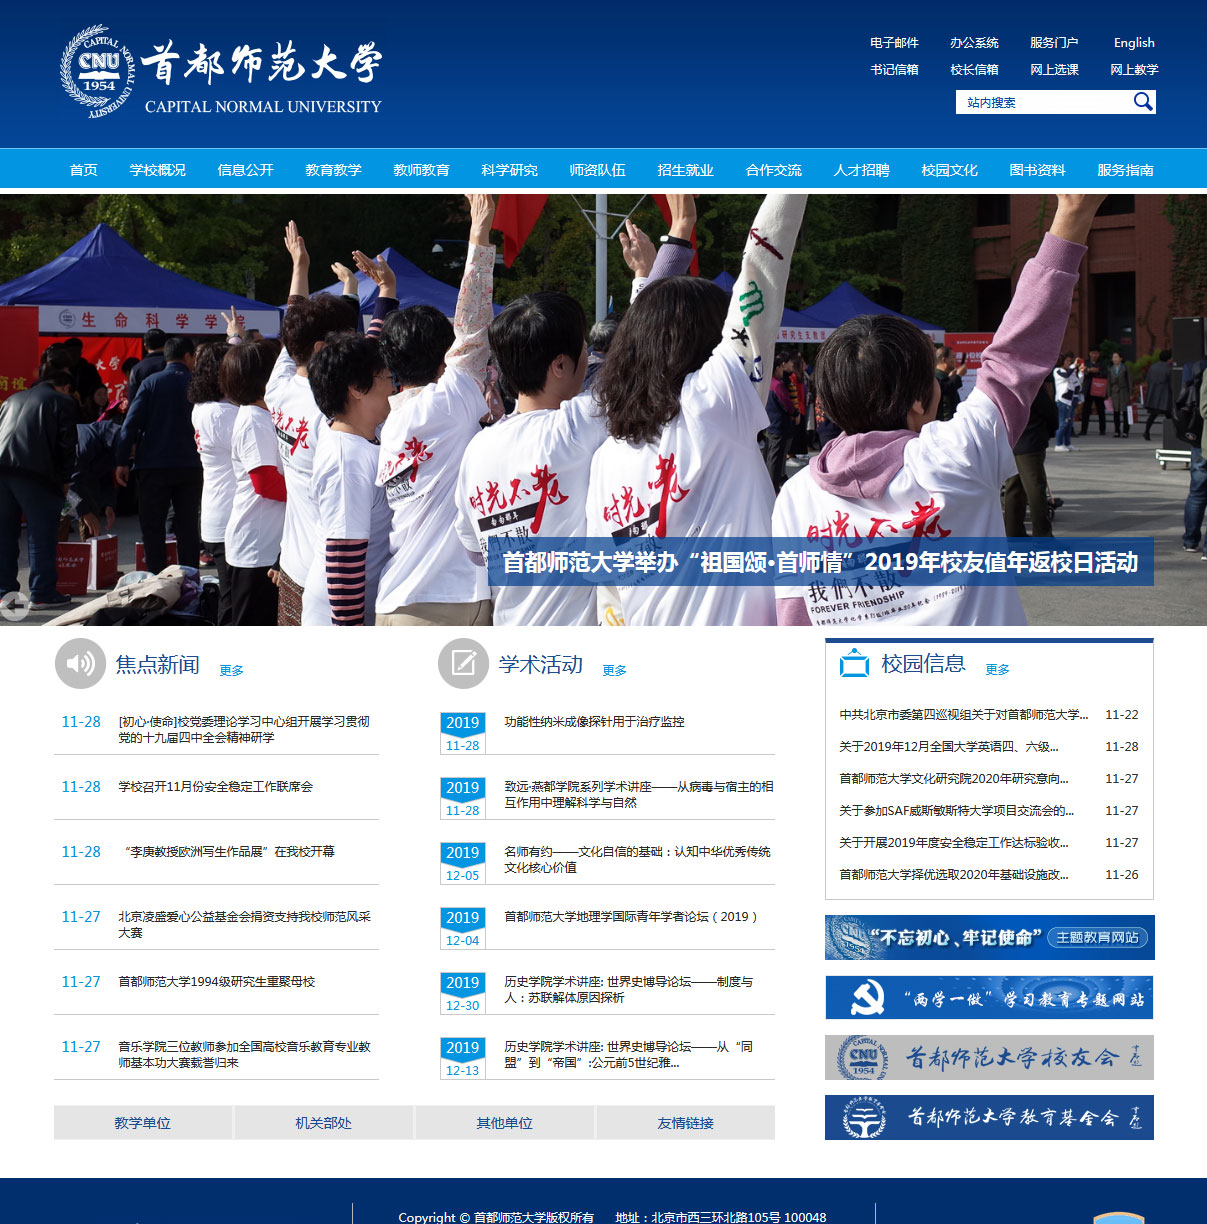 首都师范大学
CAPITAL NORMAL UNIVERSITY
CAPITAL NORMAL
CNU
1954
UNIVERSITY
电子邮件 办公系统 服务门户 English
书记信箱 校长信箱 网上选课 网上教学
站内搜索
首页 学校概况 信息公开 教育教学 教师教育 科学研究 师资队伍 招生就业 合作交流 人才招聘 校园文化 图书资料 服务指南
生命科学学院
时光不老
时光不老
时光不老
我们不散
FOREVER FRIENDSHIP
首都师范大学举办“祖国颂·首师情”2019年校友值年返校日活动
焦点新闻 更多
11-28 [初心·使命]校党委理论学习中心组开展学习贯彻
党的十九届四中全会精神研学
11-28 学校召开11月份安全稳定工作联席会
11-28 “李庚教授欧洲写生作品展”在我校开幕
11-27 北京凌盛爱心公益基金会捐资支持我校师范风采
大赛
11-27 首都师范大学1994级研究生重聚母校
11-27 音乐学院三位教师参加全国高校音乐教育专业教
师基本功大赛载誉归来
学术活动 更多
2019
11-28 功能性纳米成像探针用于治疗监控
2019
11-28 致远·燕都学院系列学术讲座——从病毒与宿主的相
互作用中理解科学与自然
2019
12-05 名师有约——文化自信的基础：认知中华优秀传统
文化核心价值
2019
12-04 首都师范大学地理学国际青年学者论坛（2019）
2019
12-30 历史学院学术讲座: 世界史博导论坛——制度与
人：苏联解体原因探析
2019
12-13 历史学院学术讲座: 世界史博导论坛——从“同
盟”到“帝国”:公元前5世纪雅...
校园信息 更多
中共北京市委第四巡视组关于对首都师范大学... 11-22
关于2019年12月全国大学英语四、六级... 11-28
首都师范大学文化研究院2020年研究意向... 11-27
关于参加SAF威斯敏斯特大学项目交流会的... 11-27
关于开展2019年度安全稳定工作达标验收... 11-27
首都师范大学择优选取2020年基础设施改... 11-26
“不忘初心、牢记使命” 主题教育网站
“两学一做”学习教育专题网站
首都师范大学校友会
首都师范大学教育基金会
教学单位 机关部处 其他单位 友情链接
Copyright © 首都师范大学版权所有 地址：北京市西三环北路105号 100048